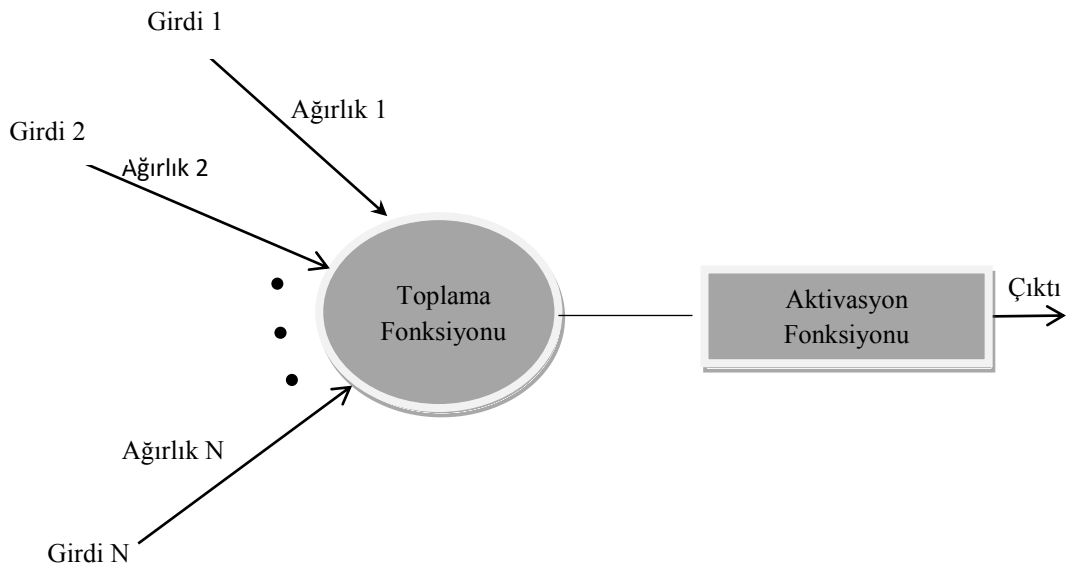 Girdi 1
Ağırlık 1
Girdi 2
Ağırlık 2
Toplama
Fonksiyonu
Aktivasyon
Fonksiyonu
Çıktı
Ağırlık N
Girdi N